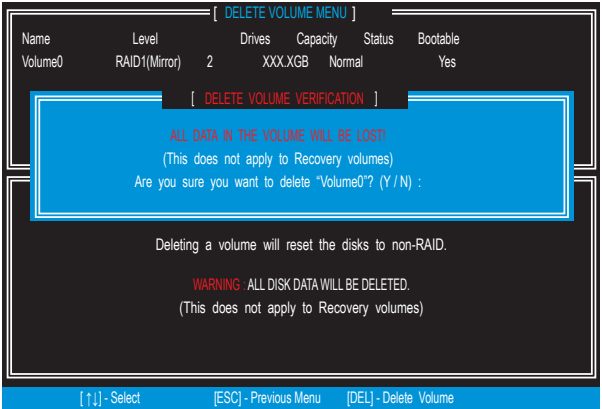 [ DELETE VOLUME MENU ]
Name Level Drives Capacity Status Bootable
Volume0 RAID1(Mirror) 2 XXX.XGB Normal Yes
[ DELETE VOLUME VERIFICATION ]
ALL DATA IN THE VOLUME WILL BE LOST!
(This does not apply to Recovery volumes)
Are you sure you want to delete “Volume0”? (Y / N) :
Deleting a volume will reset the disks to non-RAID.
WARNING : ALL DISK DATA WILL BE DELETED.
(This does not apply to Recovery volumes)
[↑↓] - Select [ESC] - Previous Menu [DEL] - Delete Volume